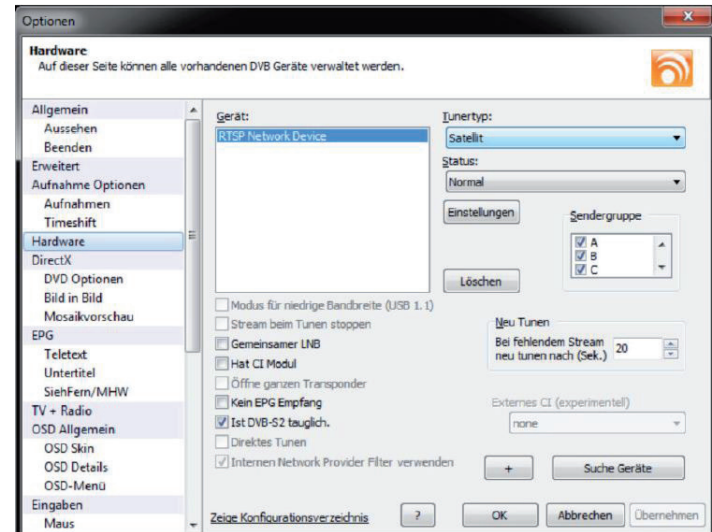 Optionen
Hardware
Auf dieser Seite können alle vorhandenen DVB Geräte verwaltet werden.
Allgemein
Aussehen
Beenden
Erweitert
Aufnahme Optionen
Aufnahmen
Timeshift
Hardware
DirectX
DVD Optionen
Bild in Bild
Mosaikvorschau
EPG
Teletext
Untertitel
SiehFern/MHW
TV + Radio
OSD Allgemein
OSD Skin
OSD Details
OSD-Menü
Eingaben
Maus
Gerät:
RTSP Network Device
Tunertyp:
Satellit
Status:
Normal
Einstellungen
Sendergruppe
A
B
C
Löschen
Modus für niedrige Bandbreite (USB 1.1)
Stream beim Tunen stoppen
Gemeinsamer LNB
Hat CI Modul
Öffne ganzen Transponder
Kein EPG Empfang
Ist DVB-S2 tauglich.
Direktes Tunen
Internen Network Provider Filter verwenden
Neu Tunen
Bei fehlendem Stream
neu tunen nach (Sek.) 20
Externes CI (experimentell)
none
+
Suche Geräte
Zeige Konfigurationsverzeichnis
?
OK
Abbrechen
Übernehmen